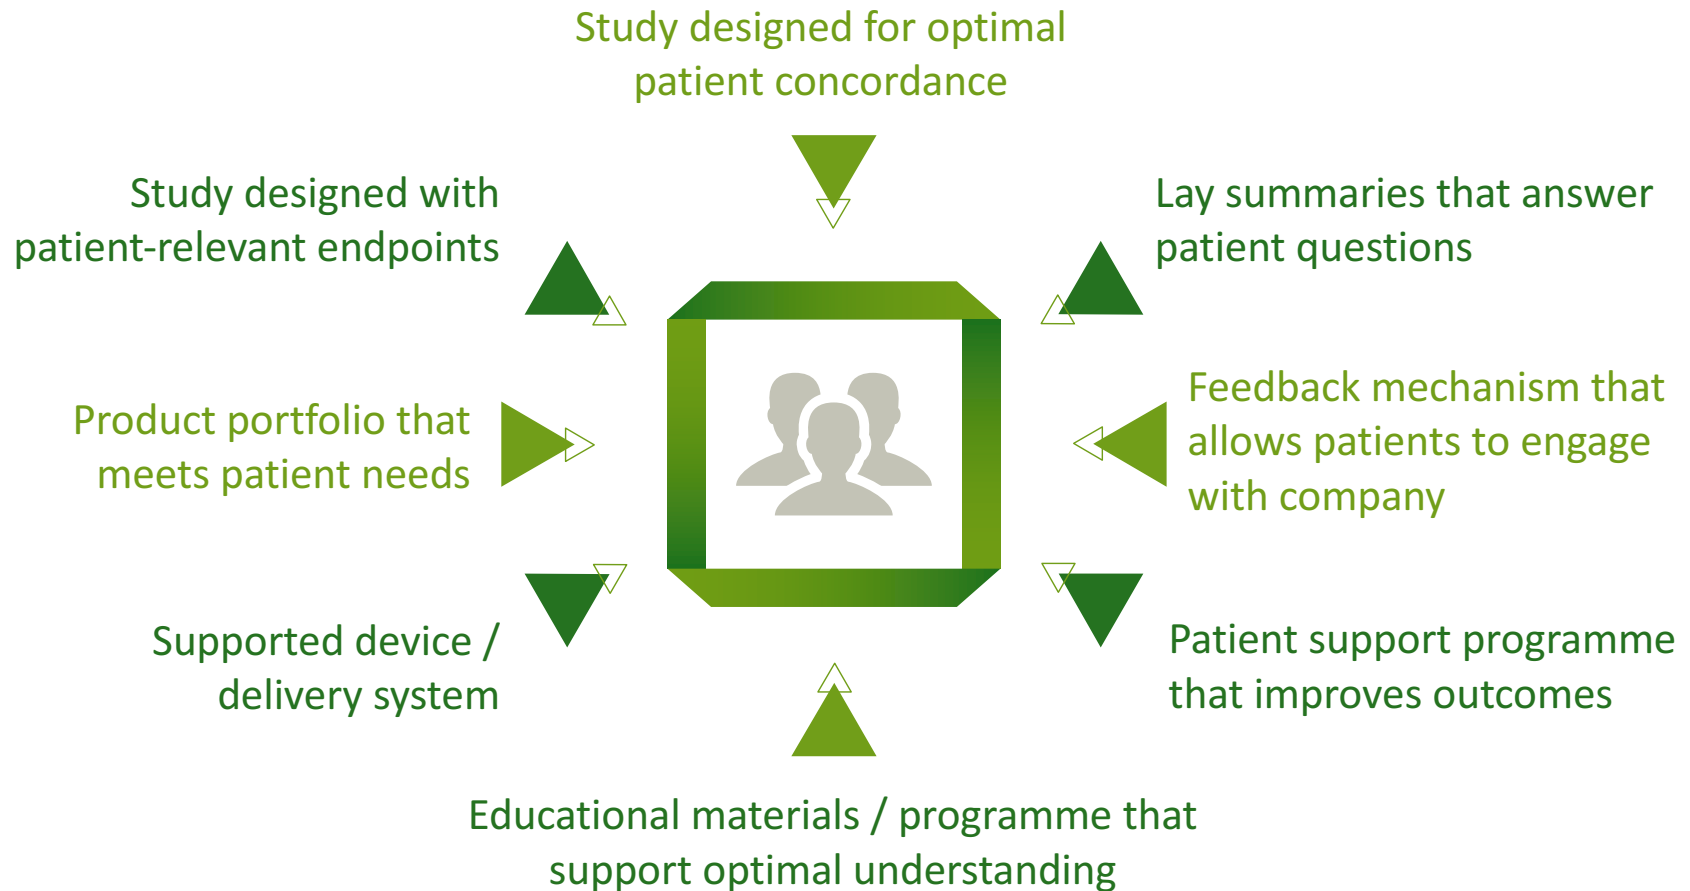 Study designed for optimal
patient concordance
Study designed with
patient-relevant endpoints
Lay summaries that answer
patient questions
Product portfolio that
meets patient needs
Feedback mechanism that
allows patients to engage
with company
Supported device /
delivery system
Patient support programme
that improves outcomes
Educational materials / programme that
support optimal understanding